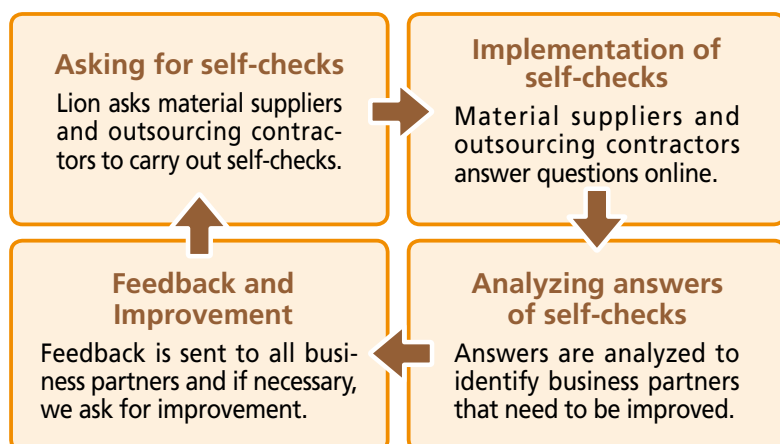 Asking for self-checks
Lion asks material suppliers
and outsourcing contrac-
tors to carry out self-checks.
Implementation of
self-checks
Material suppliers and
outsourcing contractors
answer questions online.
Analyzing answers
of self-checks
Answers are analyzed to
identify business partners
that need to be improved.
Feedback and
Improvement
Feedback is sent to all busi-
ness partners and if necessary,
we ask for improvement.